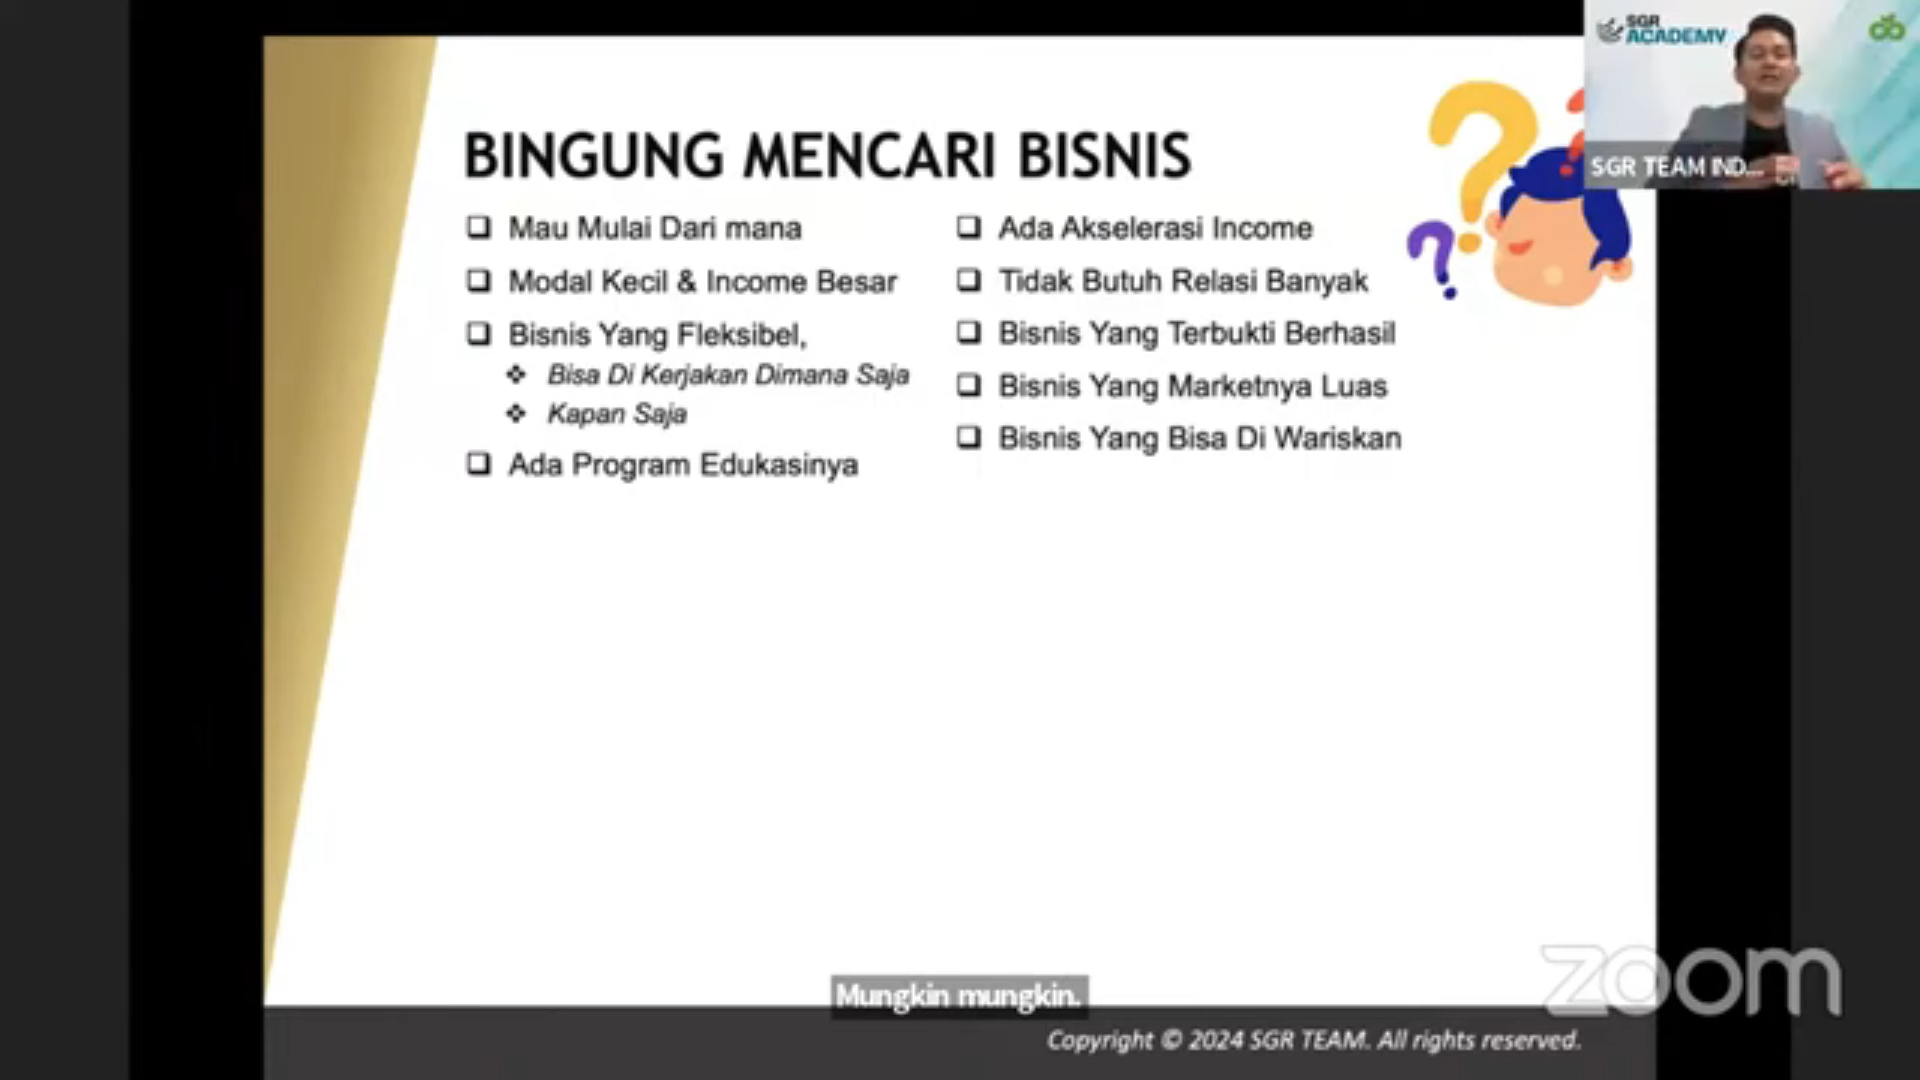 SGR
ACADEMY
SGR TEAM IND...
BINGUNG MENCARI BISNIS
Mau Mulai Dari mana
Modal Kecil & Income Besar
Bisnis Yang Fleksibel,
Bisa Di Kerjakan Dimana Saja
Kapan Saja
Ada Program Edukasinya
Ada Akselerasi Income
Tidak Butuh Relasi Banyak
Bisnis Yang Terbukti Berhasil
Bisnis Yang Marketnya Luas
Bisnis Yang Bisa Di Wariskan
Mungkin mungkin.
zoom
Copyright © 2024 SGR TEAM. All rights reserved.